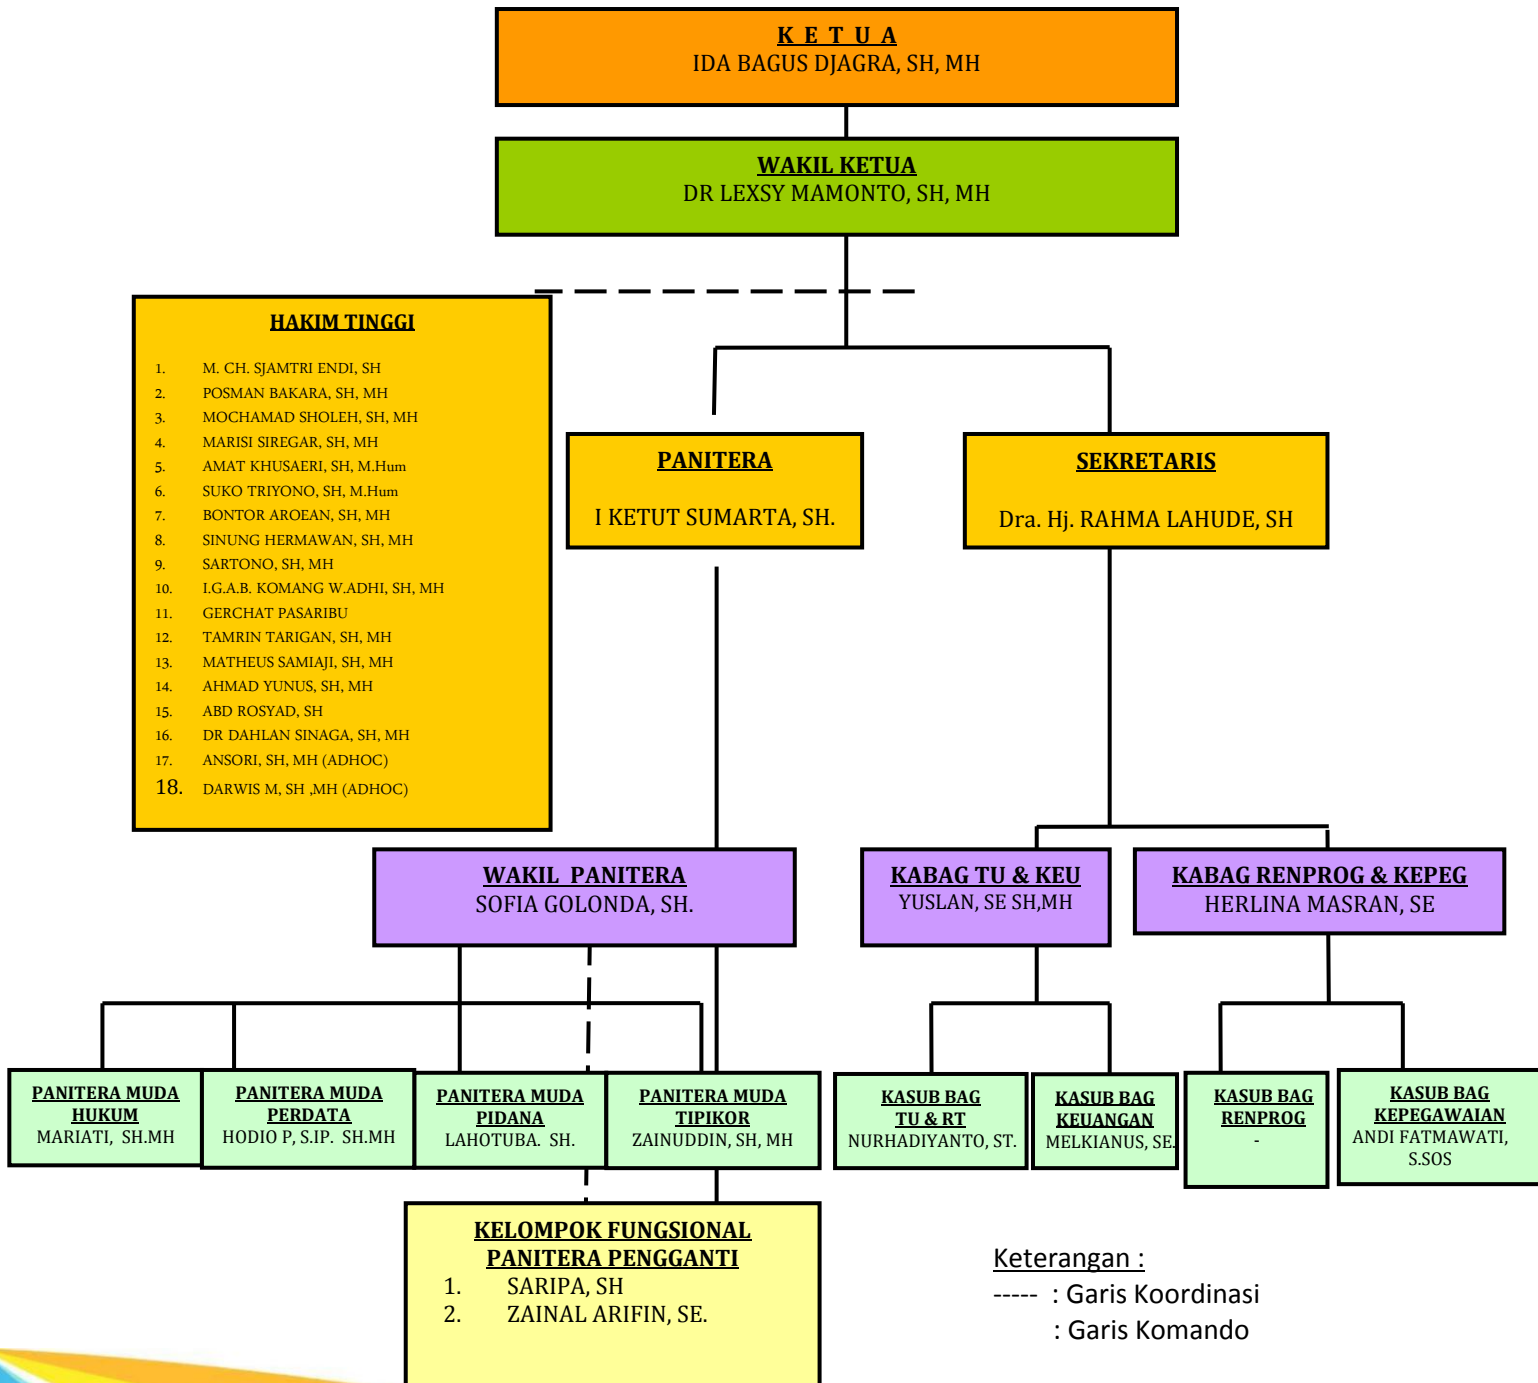 K E T U A
IDA BAGUS DJAGRA, SH, MH
WAKIL KETUA
DR LEXSY MAMONTO, SH, MH
HAKIM TINGGI
1. M. CH. SJAMTRI ENDI, SH
2. POSMAN BAKARA, SH, MH
3. MOCHAMAD SHOLEH, SH, MH
4. MARISI SIREGAR, SH, MH
5. AMAT KHUSAERI, SH, M.Hum
6. SUKO TRIYONO, SH, M.Hum
7. BONTOR AROEAN, SH, MH
8. SINUNG HERMAWAN, SH, MH
9. SARTONO, SH, MH
10. I.G.A.B. KOMANG W.ADHI, SH, MH
11. GERCHAT PASARIBU
12. TAMRIN TARIGAN, SH, MH
13. MATHEUS SAMIAJI, SH, MH
14. AHMAD YUNUS, SH, MH
15. ABD ROSYAD, SH
16. DR DAHLAN SINAGA, SH, MH
17. ANSORI, SH, MH (ADHOC)
18. DARWIS M, SH ,MH (ADHOC)
PANITERA
I KETUT SUMARTA, SH.
SEKRETARIS
Dra. Hj. RAHMA LAHUDE, SH
WAKIL PANITERA
SOFIA GOLONDA, SH.
KABAG TU & KEU
YUSLAN, SE SH,MH
KABAG RENPROG & KEPEG
HERLINA MASRAN, SE
PANITERA MUDA
HUKUM
MARIATI, SH.MH
PANITERA MUDA
PERDATA
HODIO P, S.IP. SH.MH
PANITERA MUDA
PIDANA
LAHOTUBA. SH.
PANITERA MUDA
TIPIKOR
ZAINUDDIN, SH, MH
KASUB BAG
TU & RT
NURHADIYANTO, ST.
KASUB BAG
KEUANGAN
MELKIANUS, SE.
KASUB BAG
RENPROG
-
KASUB BAG
KEPEGAWAIAN
ANDI FATMAWATI,
S.SOS
KELOMPOK FUNGSIONAL
PANITERA PENGGANTI
1. SARIPA, SH
2. ZAINAL ARIFIN, SE.
Keterangan :
----- : Garis Koordinasi
: Garis Komando